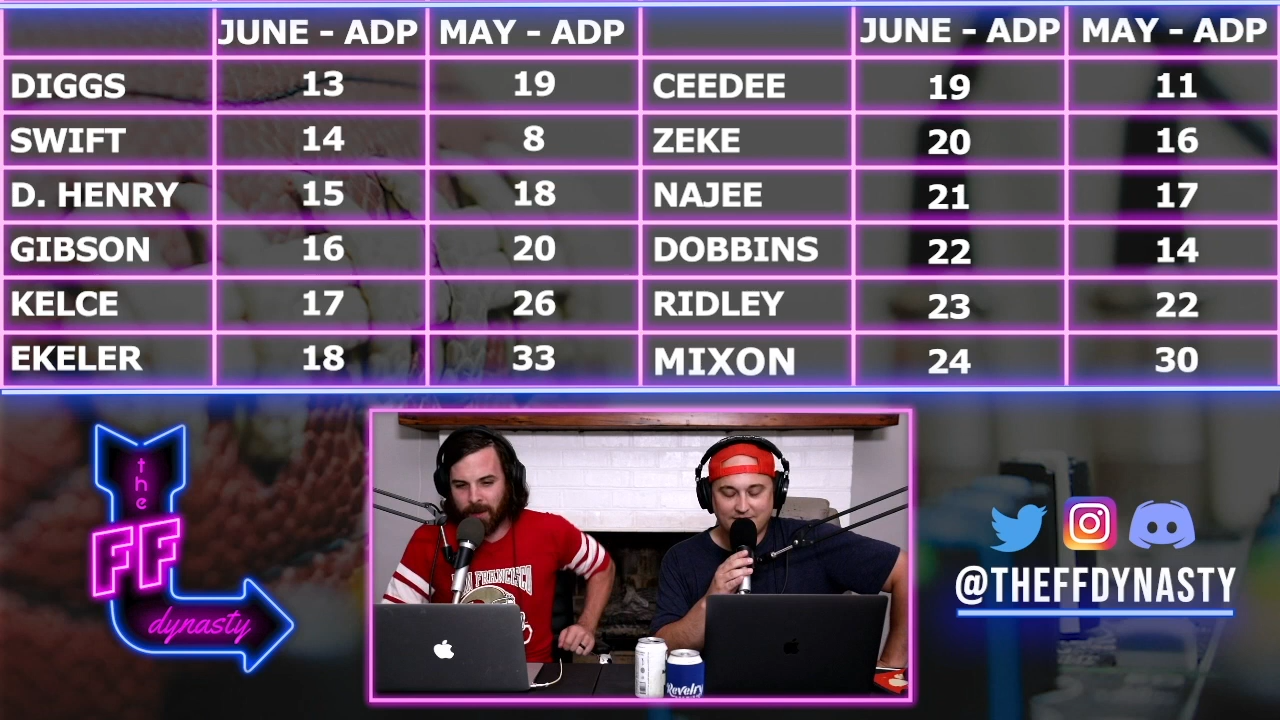 JUNE - ADP MAY - ADP JUNE - ADP MAY - ADP
DIGGS 13 19 CEEDEE 19 11
SWIFT 14 8 ZEKE 20 16
D. HENRY 15 18 NAJEE 21 17
GIBSON 16 20 DOBBINS 22 14
KELCE 17 26 RIDLEY 23 22
EKELER 18 33 MIXON 24 30
the
FF
dynasty
FRANCISCO
Revelry
@THEFFDYNASTY